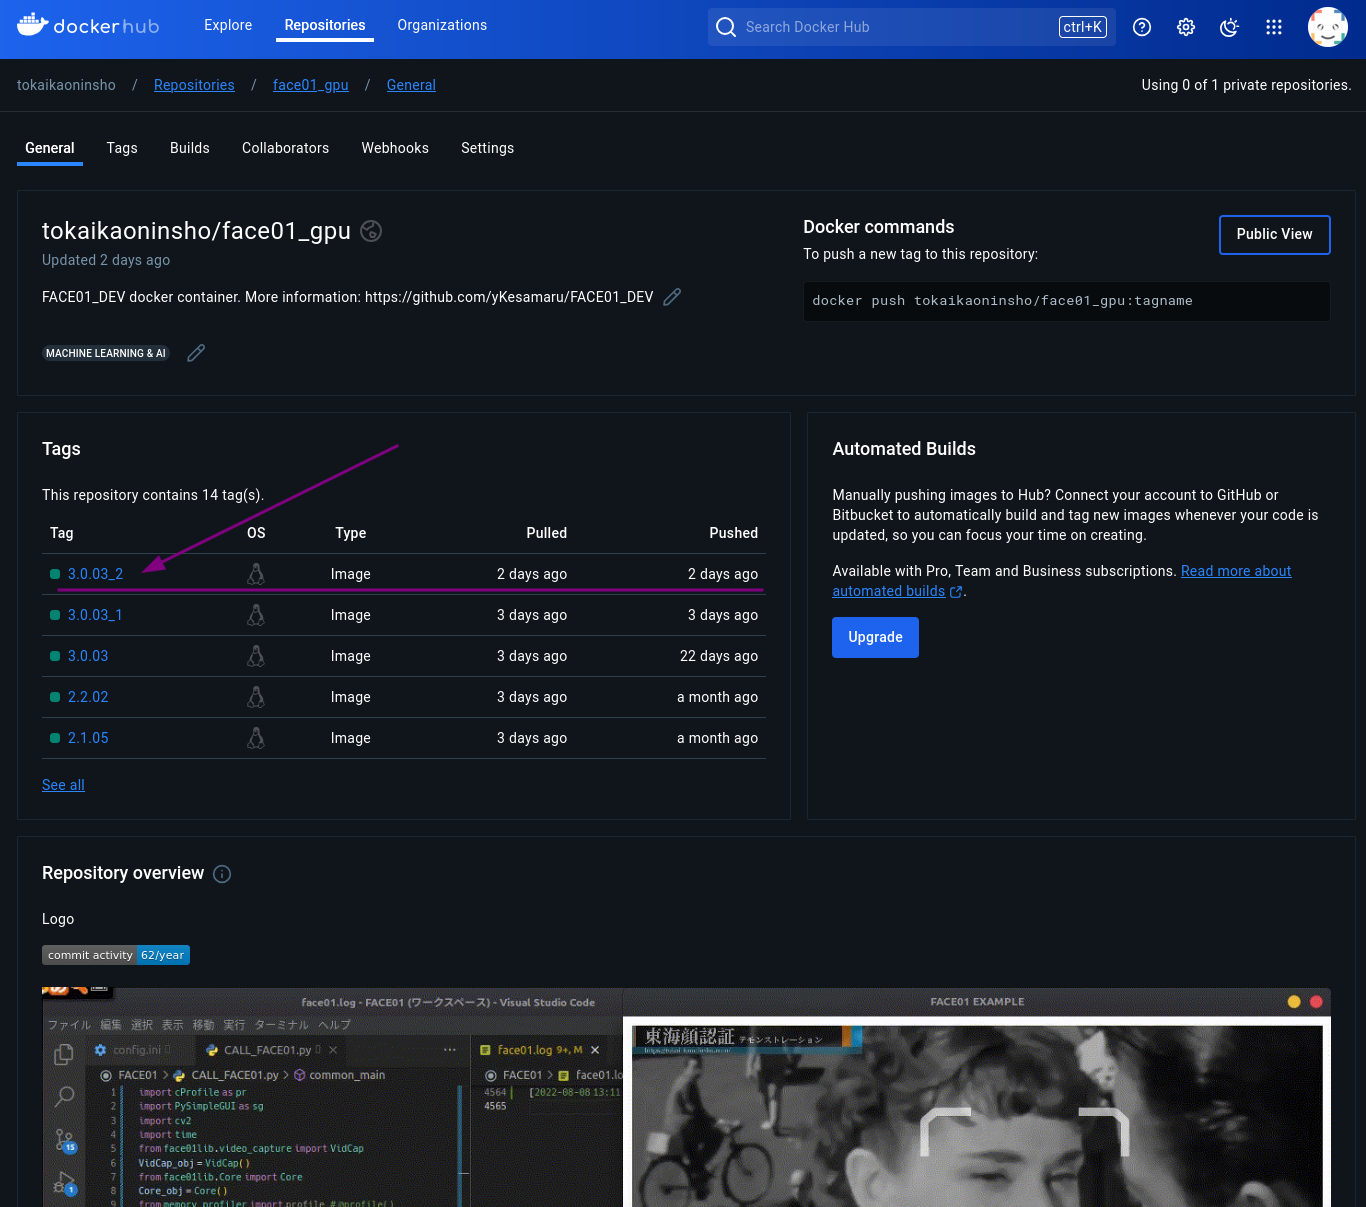 dockerhub
Explore
Repositories
Organizations
Search Docker Hub
ctrl+K
tokaikaoninsho / Repositories / face01_gpu / General
Using 0 of 1 private repositories.
General
Tags
Builds
Collaborators
Webhooks
Settings
tokaikaoninsho/face01_gpu
Updated 2 days ago
FACE01_DEV docker container. More information: https://github.com/yKesamaru/FACE01_DEV
MACHINE LEARNING & AI
Docker commands
To push a new tag to this repository:
Public View
docker push tokaikaoninsho/face01_gpu:tagname
Tags
This repository contains 14 tag(s).
Tag OS Type Pulled Pushed
3.0.03_2 Image 2 days ago 2 days ago
3.0.03_1 Image 3 days ago 3 days ago
3.0.03 Image 3 days ago 22 days ago
2.2.02 Image 3 days ago a month ago
2.1.05 Image 3 days ago a month ago
See all
Automated Builds
Manually pushing images to Hub? Connect your account to GitHub or
Bitbucket to automatically build and tag new images whenever your code is
updated, so you can focus your time on creating.
Available with Pro, Team and Business subscriptions. Read more about
automated builds.
Upgrade
Repository overview
Logo
commit activity 62/year
face01.log - FACE01 (ワークスペース) - Visual Studio Code
ファイル 編集 選択 表示 移動 実行 ターミナル ヘルプ
config.ini
CALL_FACE01.py
face01.log 9+, M
FACE01 > CALL_FACE01.py > common_main
FACE01 > face01.lo
1 import cProfile as pr
2 import PySimpleGUI as sg
3 import cv2
4 import time
5 from face01lib.video_capture import VidCap
6 VidCap_obj = VidCap()
7 from face01lib.Core import Core
8 Core_obj = Core()
9 from memory_profiler import profile # @profile()
4564 [2022-08-08 13:11
4565
15
1
FACE01 EXAMPLE
東海顔認証 デモンストレーション